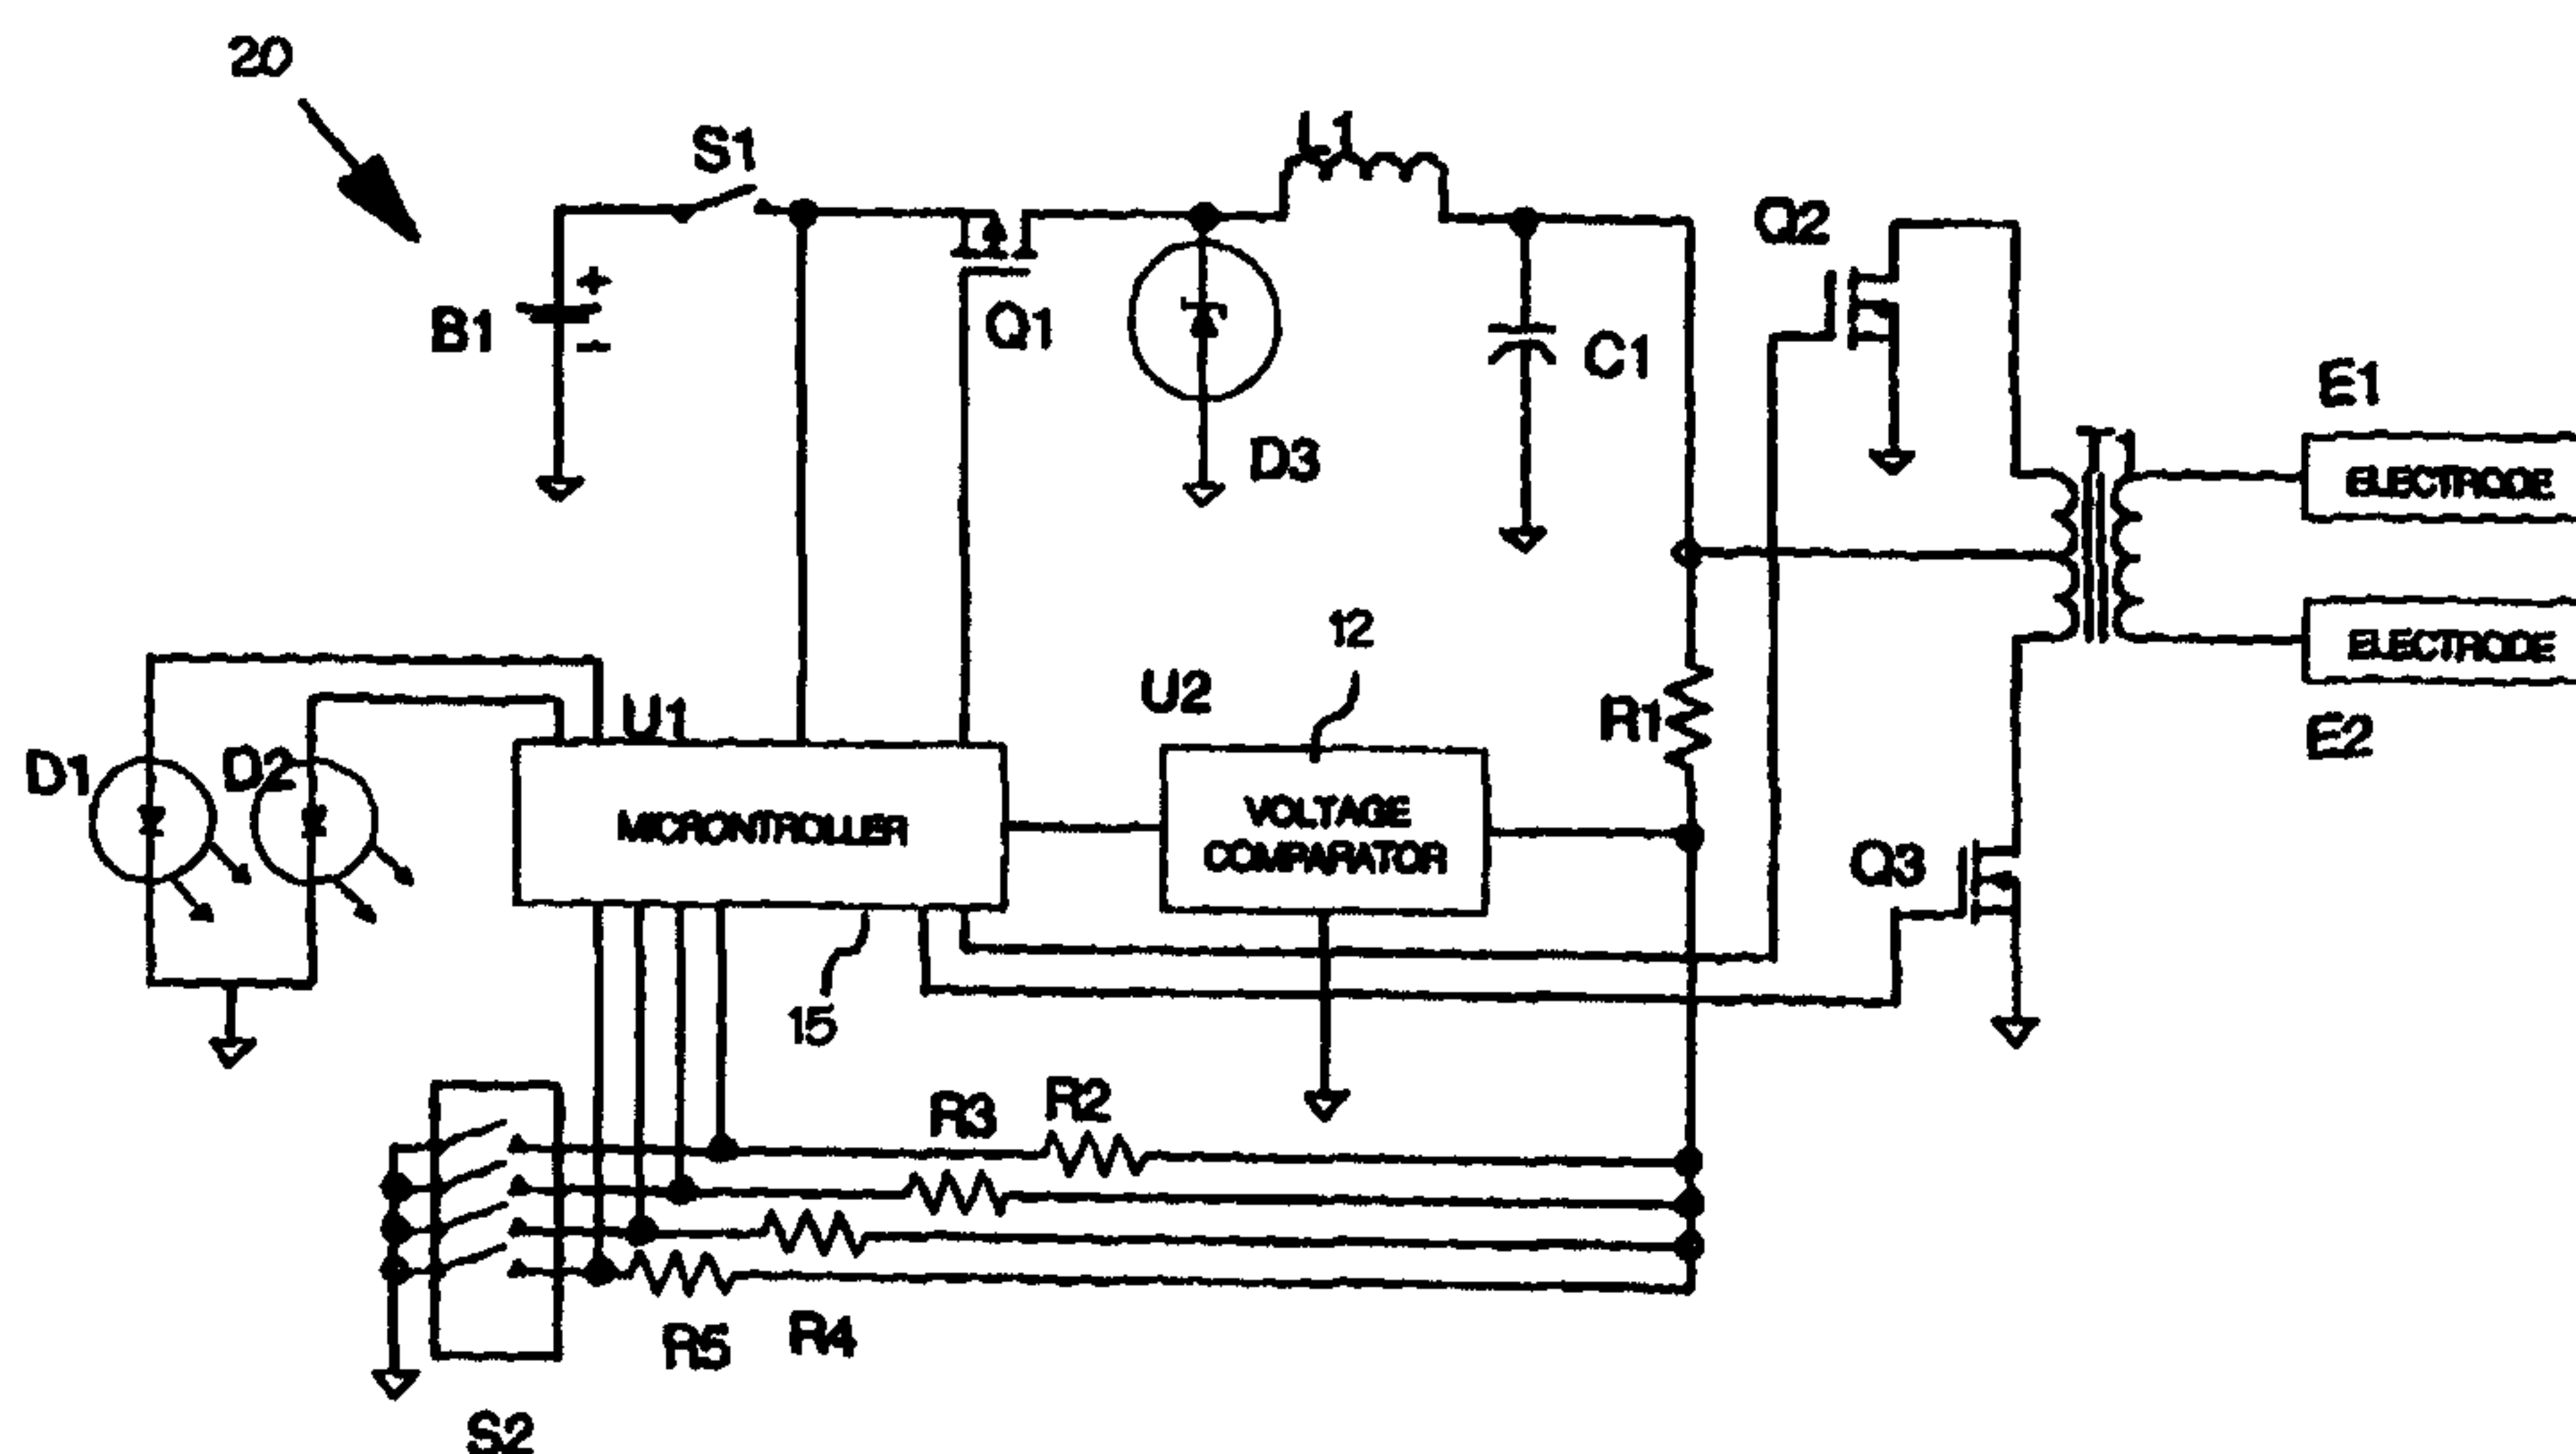 20
S1
L1
Q2
+
B1
-
Q1
C1
D3
E1
T1
ELECTRODE
12
ELECTRODE
U2
U1
R1
E2
D1
D2
MICRONTROLLER
VOLTAGE
COMPARATOR
Q3
15
R3
R2
R5
R4
S2